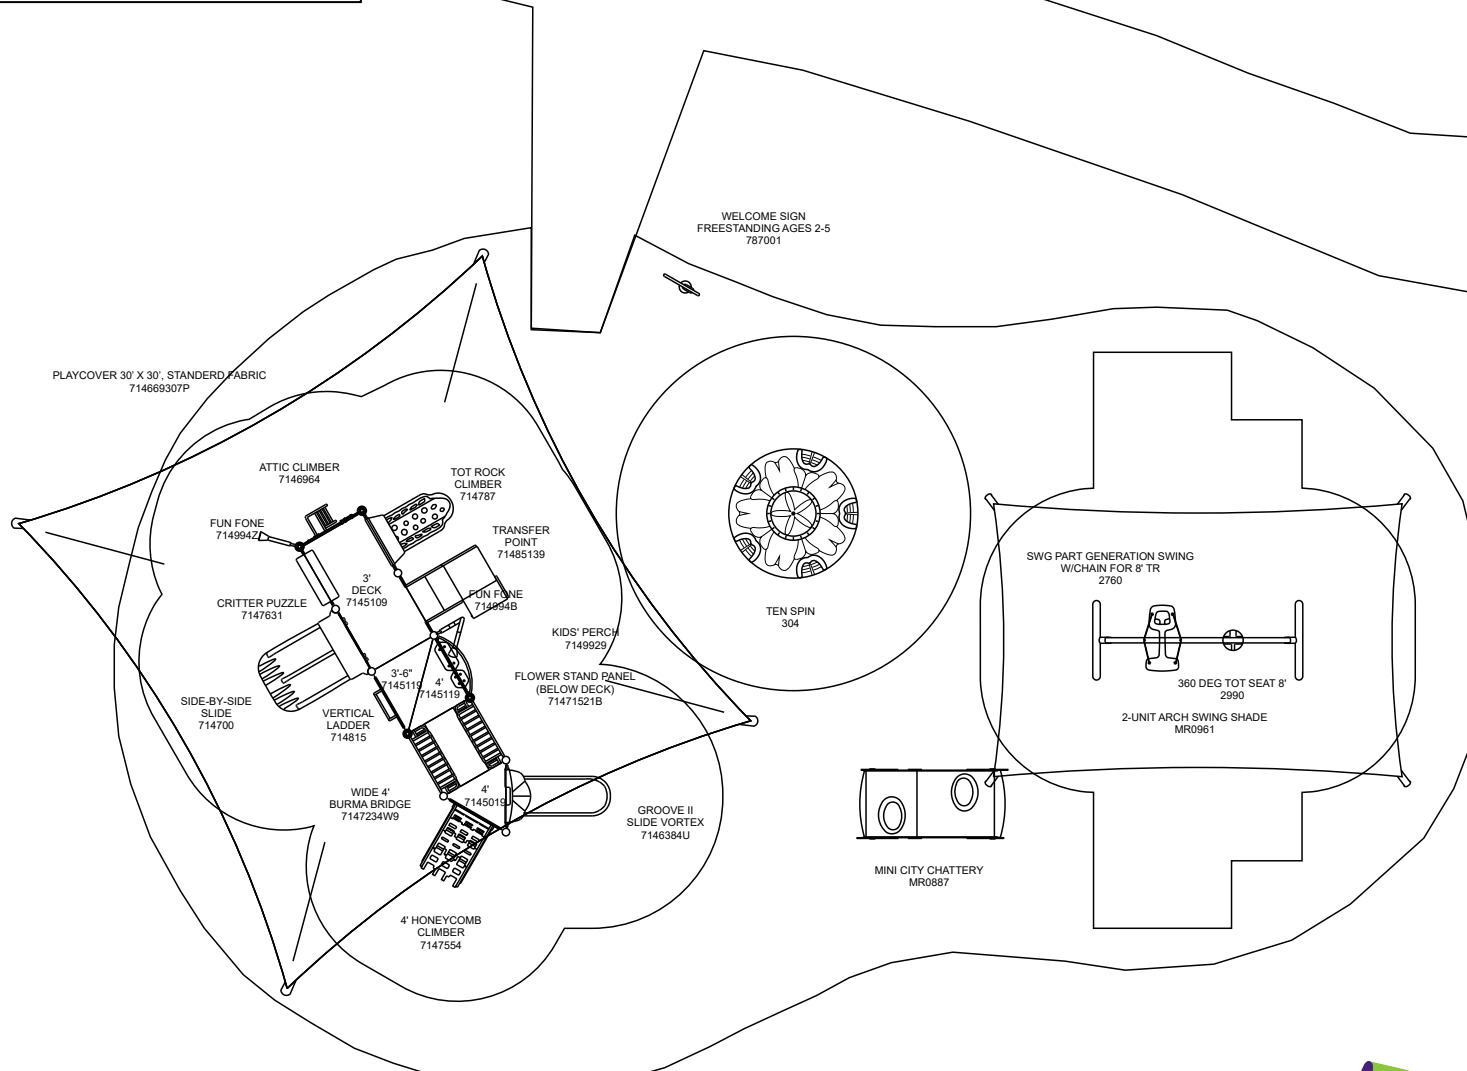 WELCOME SIGN
FREESTANDING AGES 2-5
787001
PLAYCOVER 30' X 30', STANDERD FABRIC
714669307P
ATTIC CLIMBER
7146964
TOT ROCK
CLIMBER
714787
FUN FONE
714994Z
TRANSFER
POINT
71485139
3'
DECK
7145109
FUN FONE
714994B
CRITTER PUZZLE
7147631
KIDS' PERCH
7149929
3'-6"
7145119
4'
7145119
FLOWER STAND PANEL
(BELOW DECK)
71471521B
SIDE-BY-SIDE
SLIDE
714700
VERTICAL
LADDER
714815
WIDE 4'
BURMA BRIDGE
7147234W9
4'
7145019
GROOVE II
SLIDE VORTEX
7146384U
4' HONEYCOMB
CLIMBER
7147554
TEN SPIN
304
SWG PART GENERATION SWING
W/CHAIN FOR 8' TR
2760
360 DEG TOT SEAT 8'
2990
2-UNIT ARCH SWING SHADE
MR0961
MINI CITY CHATTERY
MR0887